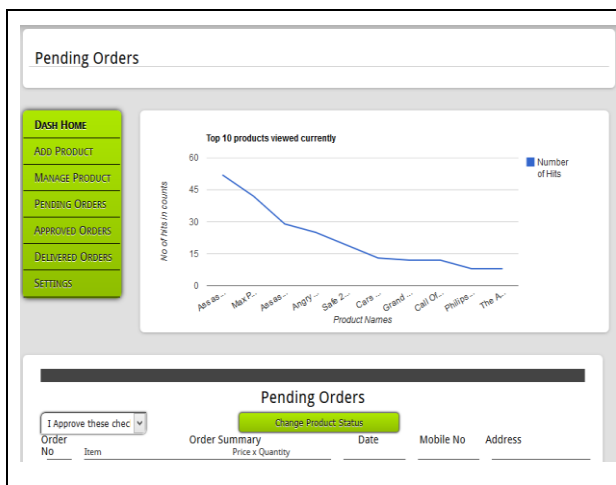 Pending Orders
DASH HOME
ADD PRODUCT
MANAGE PRODUCT
PENDING ORDERS
APPROVED ORDERS
DELIVERED ORDERS
SETTINGS
Top 10 products viewed currently
60
45
30
15
0
No of hits in counts
Number
of Hits
Assas...
Max P...
Assas...
Angry ...
Safe 2...
Cars ...
Grand ...
Call Of...
Philips...
The A...
Product Names
Pending Orders
I Approve these chec
Change Product Status
Order Order Summary Date Mobile No Address
No Item Price x Quantity